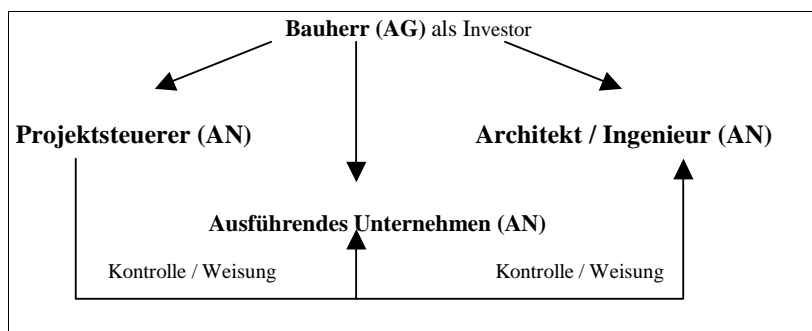 Bauherr (AG) als Investor
Projektsteuerer (AN)
Architekt / Ingenieur (AN)
Ausführendes Unternehmen (AN)
Kontrolle / Weisung
Kontrolle / Weisung